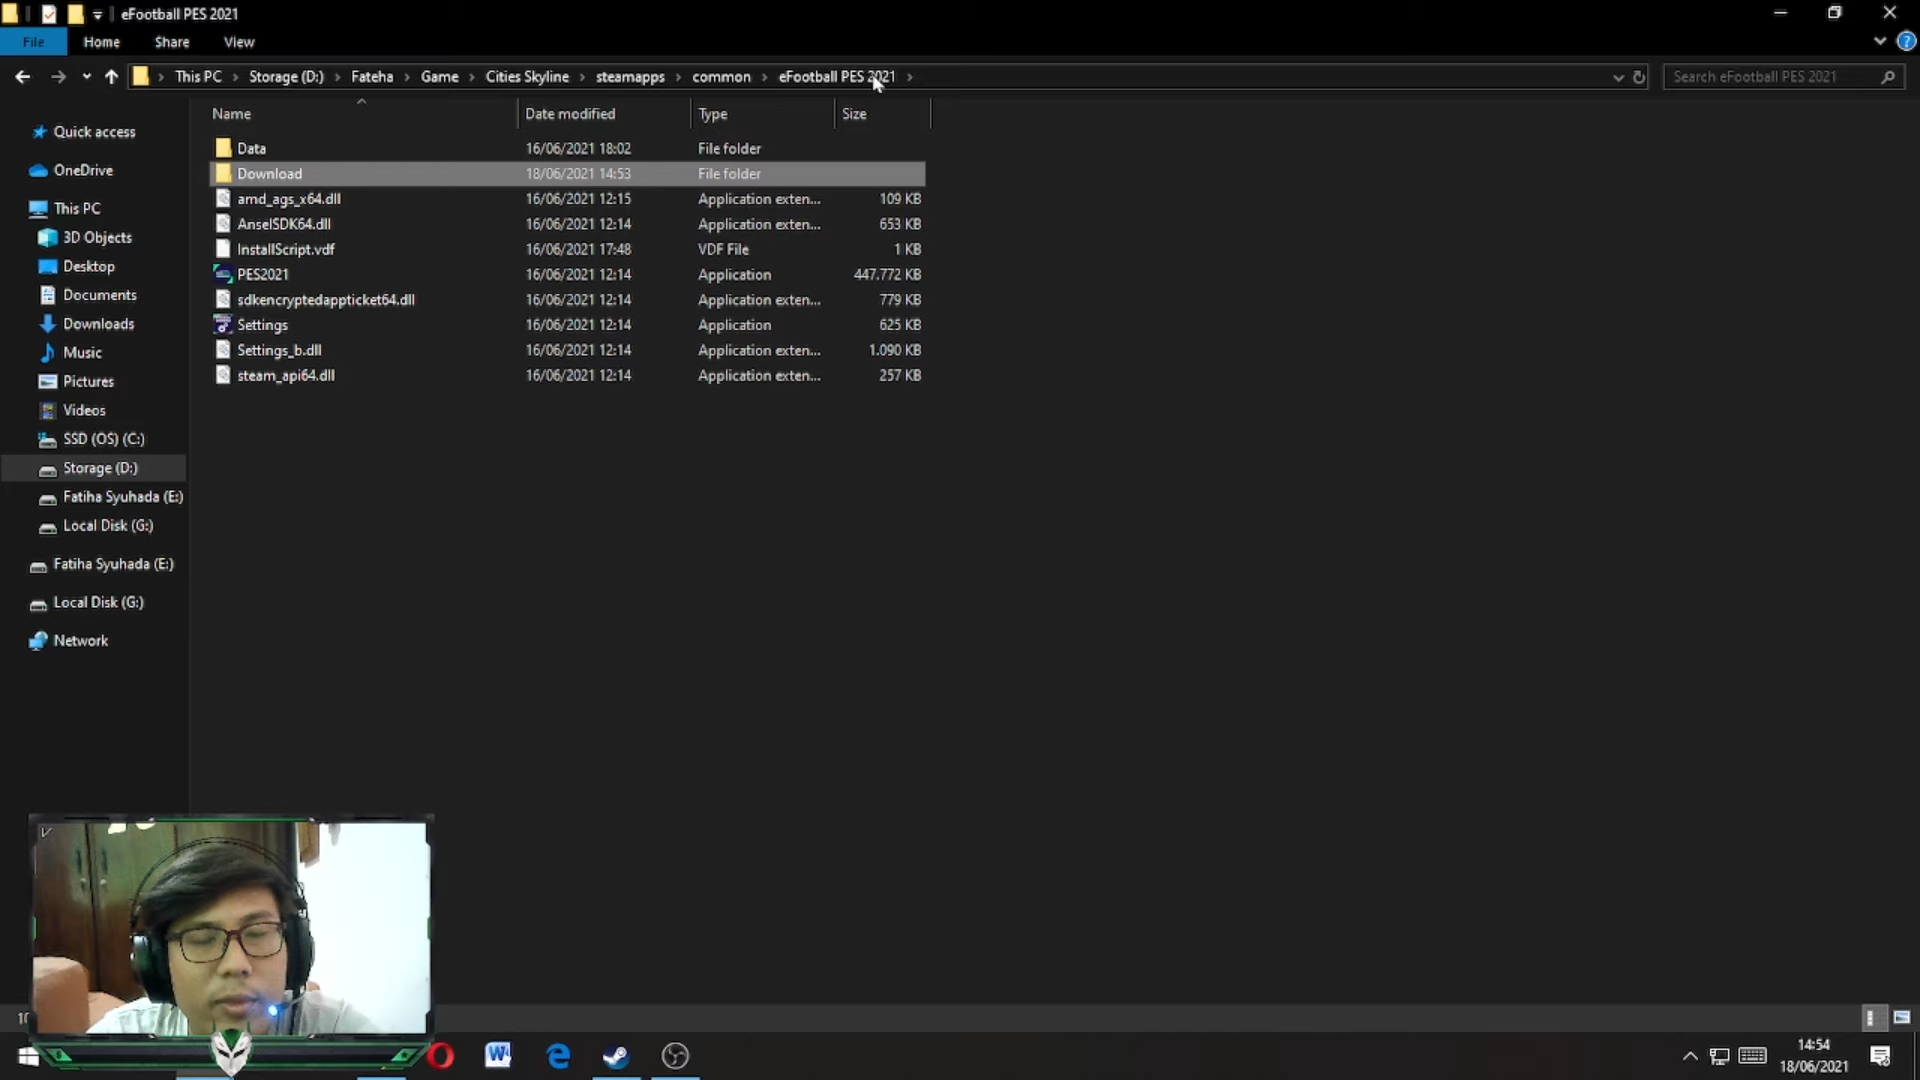 eFootball PES 2021
File Home Share View
This PC Storage (D:) Fateha Game Cities Skyline steamapps common eFootball PES 2021 Search eFootball PES 2021
Name Date modified Type Size
Quick access
OneDrive
This PC
3D Objects
Desktop
Documents
Downloads
Music
Pictures
Videos
SSD (OS) (C:)
Storage (D:)
Fatiha Syuhada (E:)
Local Disk (G:)
Fatiha Syuhada (E:)
Local Disk (G:)
Network
Data 16/06/2021 18:02 File folder
Download 18/06/2021 14:53 File folder
amd_ags_x64.dll 16/06/2021 12:15 Application exten... 109 KB
AnselSDK64.dll 16/06/2021 12:14 Application exten... 653 KB
InstallScript.vdf 16/06/2021 17:48 VDF File 1 KB
PES2021 16/06/2021 12:14 Application 447.772 KB
sdkencryptedappticket64.dll 16/06/2021 12:14 Application exten... 779 KB
Settings 16/06/2021 12:14 Application 625 KB
Settings_b.dll 16/06/2021 12:14 Application exten... 1.090 KB
steam_api64.dll 16/06/2021 12:14 Application exten... 257 KB
14:54
18/06/2021